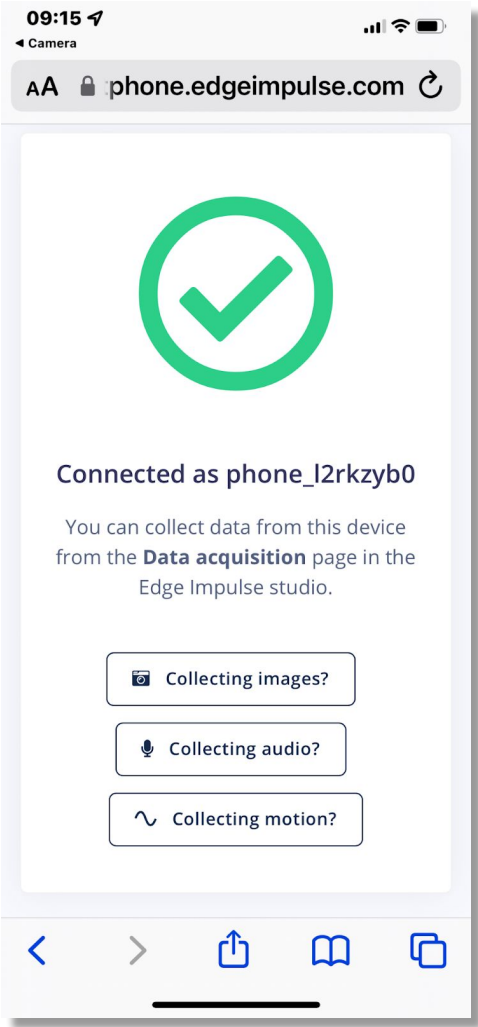 09:15
◀ Camera
AA phone.edgeimpulse.com
Connected as phone_l2rkzyb0
You can collect data from this device
from the Data acquisition page in the
Edge Impulse studio.
Collecting images?
Collecting audio?
Collecting motion?